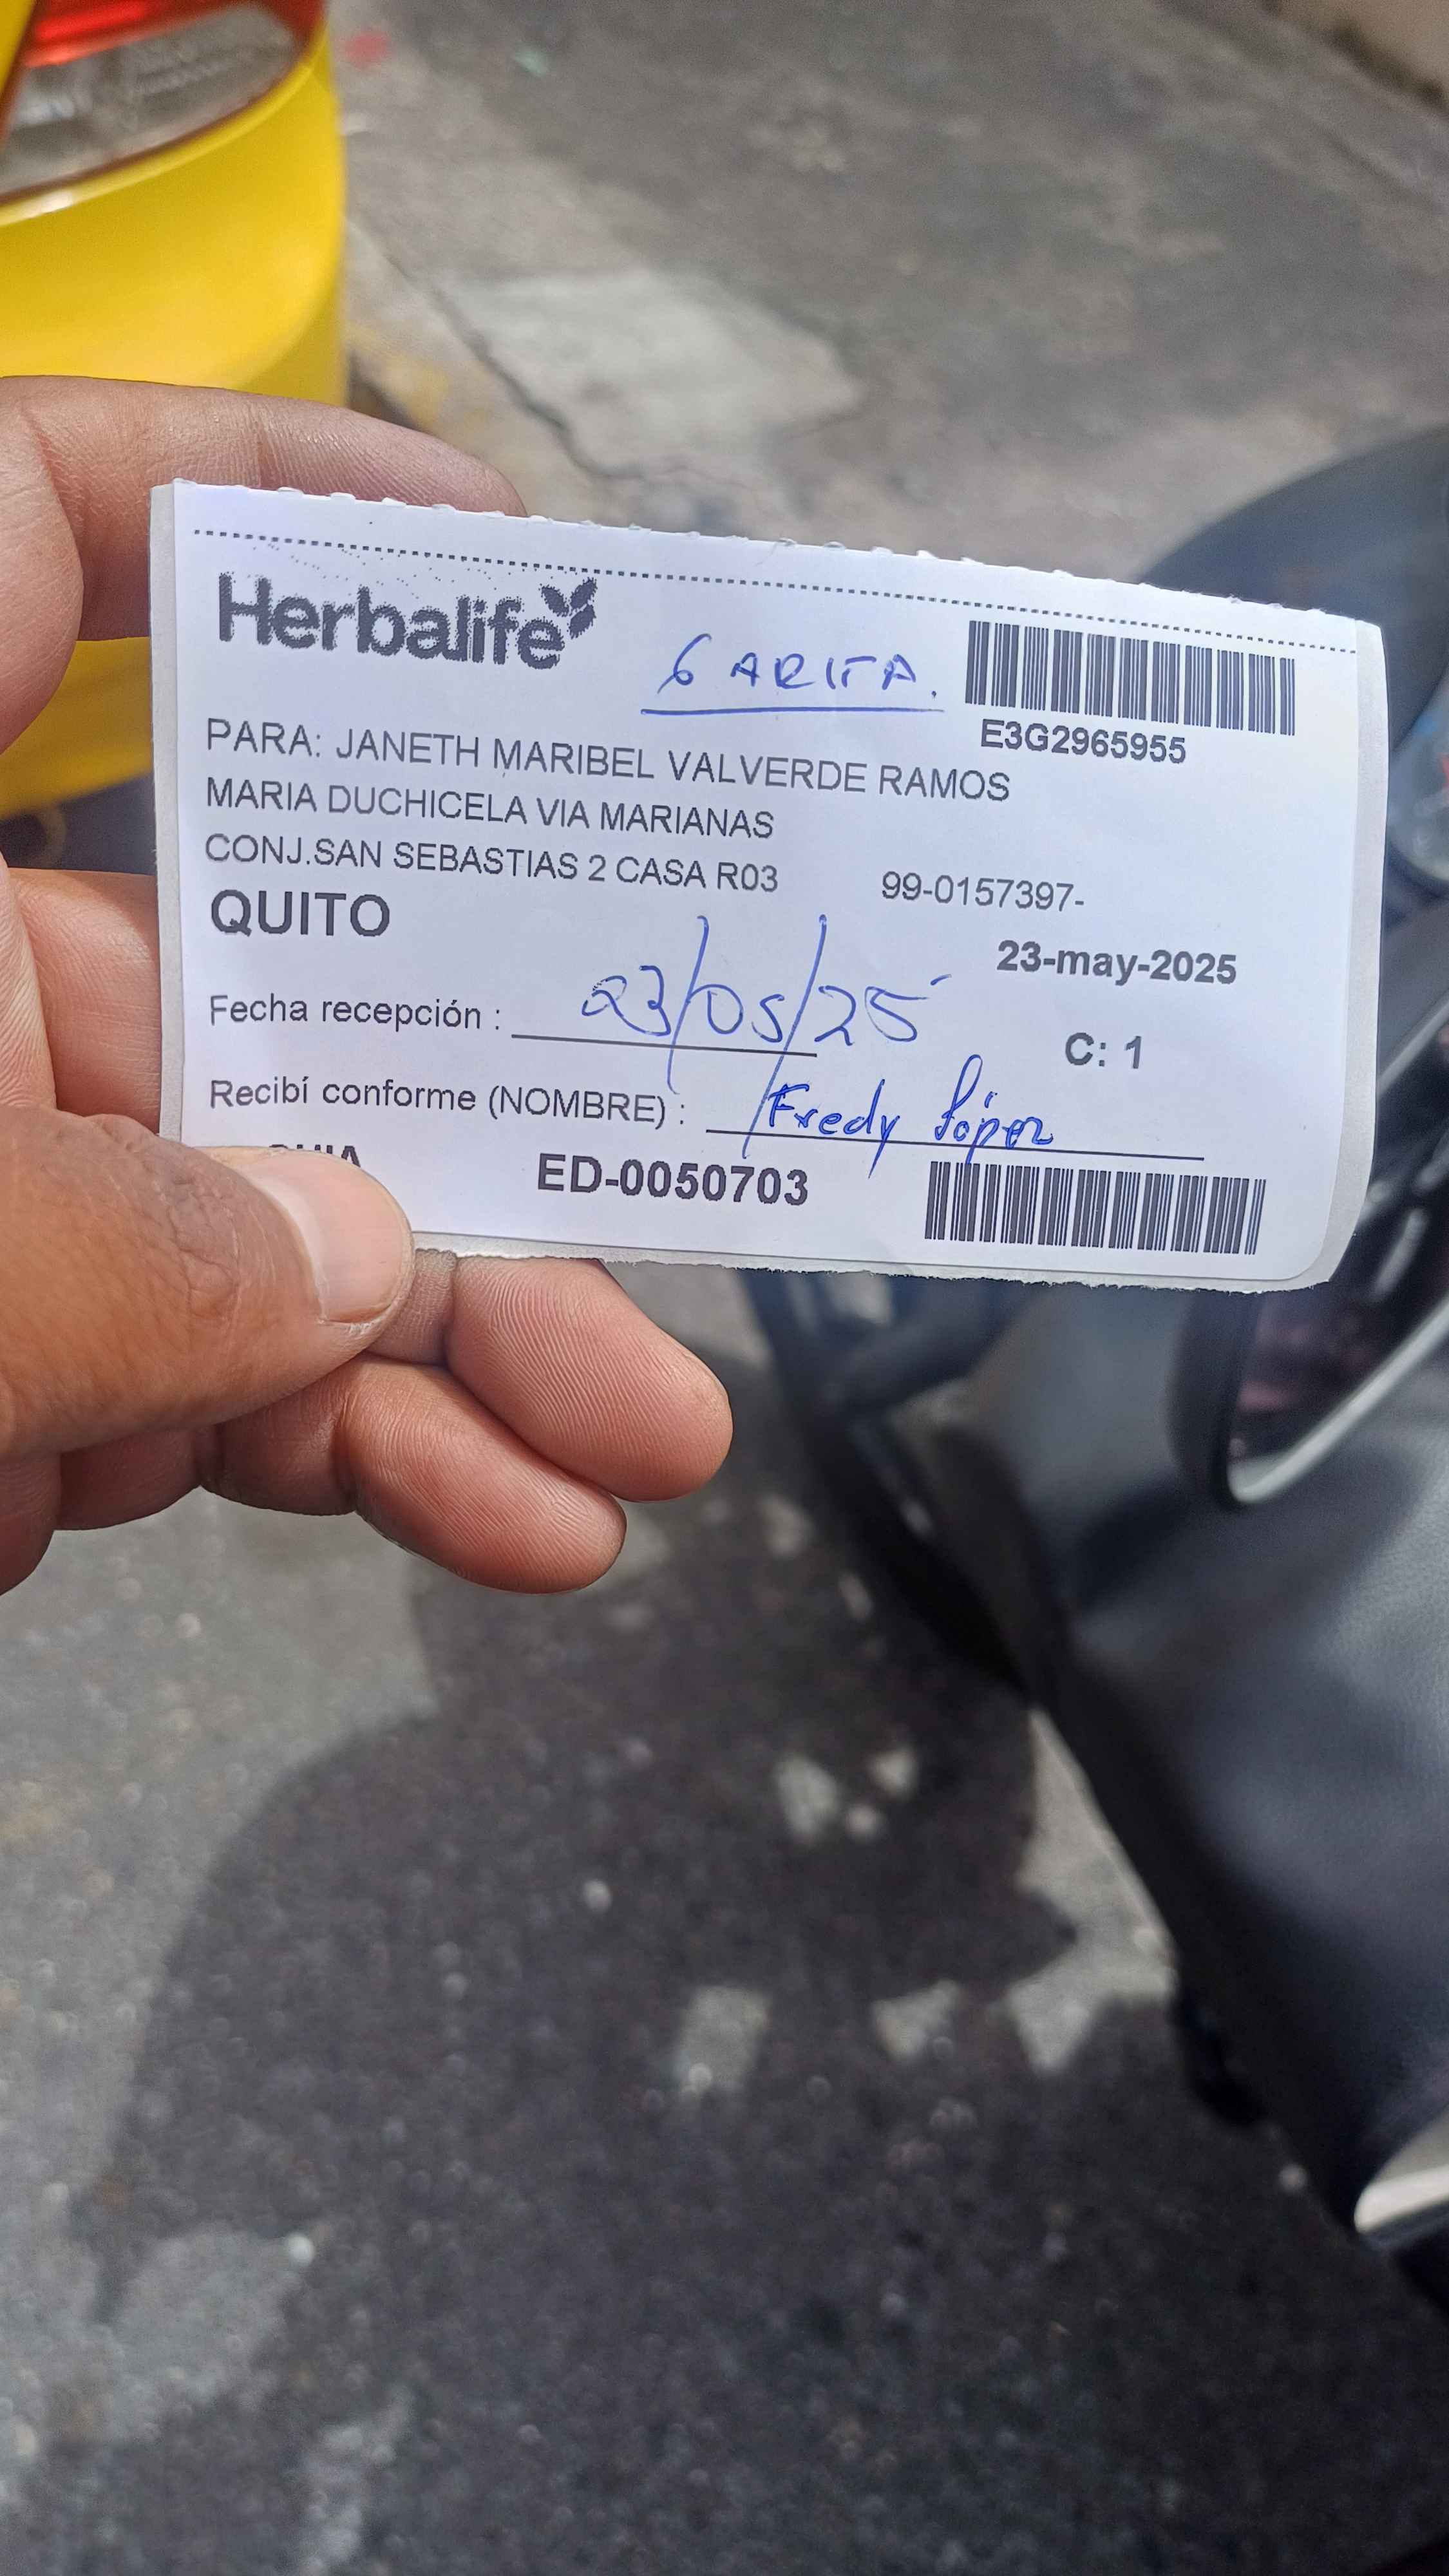 Herbalife
GARITA.
E3G2965955
PARA: JANETH MARIBEL VALVERDE RAMOS
MARIA DUCHICELA VIA MARIANAS
CONJ.SAN SEBASTIAS 2 CASA R03 99-0157397-
QUITO
23-may-2025
Fecha recepción : 23/05/25
C: 1
Recibí conforme (NOMBRE) : Fredy López
ED-0050703